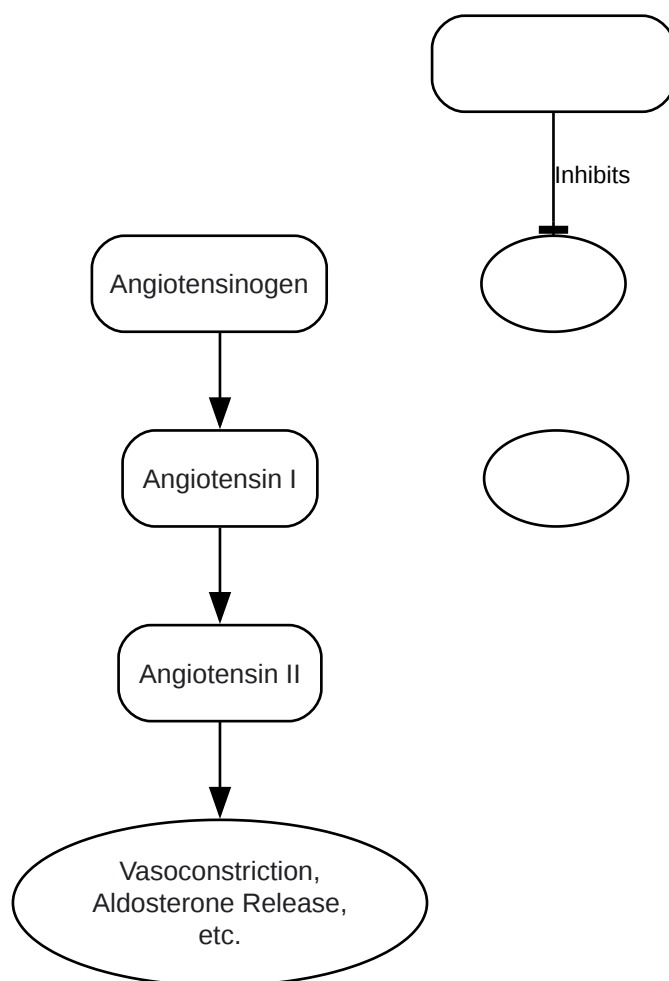 Inhibits
Angiotensinogen
Angiotensin I
Angiotensin II
Vasoconstriction,
Aldosterone Release,
etc.